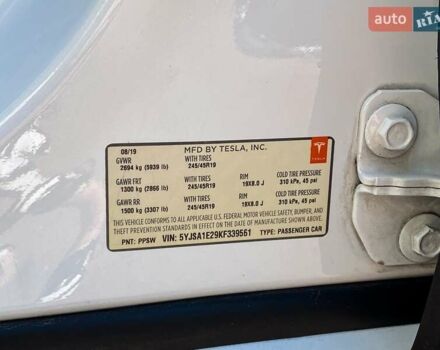 auto RIA
08/19 MFD BY TESLA, INC.
GVWR WITH TIRES
2694 kg (5939 lb) 245/45R19
TESLA
GAWR FRT WITH TIRES RIM COLD TIRE PRESSURE
1300 kg (2866 lb) 245/45R19 19X8.0 J 310 kPa, 45 psi
GAWR RR WITH TIRES RIM COLD TIRE PRESSURE
1500 kg (3307 lb) 245/45R19 19X8.0 J 310 kPa, 45 psi
THIS VEHICLE CONFORMS TO ALL APPLICABLE U.S. FEDERAL MOTOR VEHICLE SAFETY, BUMPER, AND
THEFT PREVENTION STANDARDS IN EFFECT ON THE DATE OF MANUFACTURE SHOWN ABOVE.
PNT: PPSW VIN: 5YJSA1E29KF339561 TYPE: PASSENGER CAR